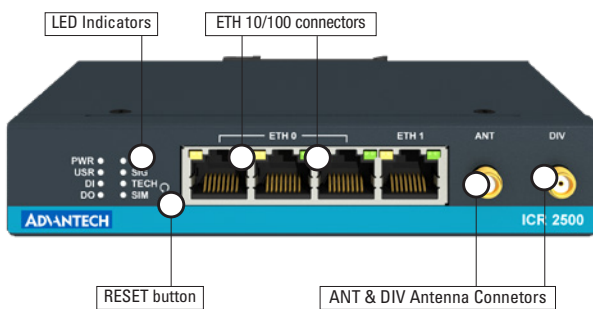 LED Indicators
ETH 10/100 connectors
ETH 0
ETH 1
ANT
DIV
PWR
USR
SIG
DI
TECH
DO
SIM
ADVANTECH
ICR 2500
RESET button
ANT & DIV Antenna Connetors